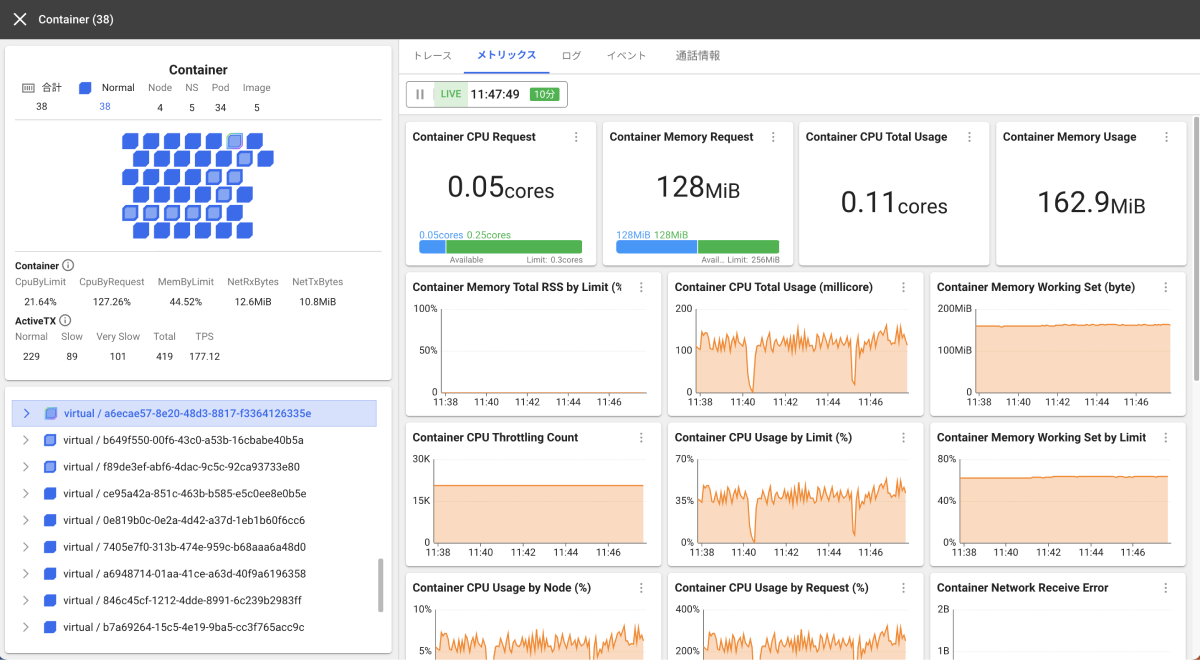 Container (38)
Container
合計 Normal Node NS Pod Image
38 38 4 5 34 5
Container
CpuByLimit CpuByRequest MemByLimit NetRxBytes NetTxBytes
21.64% 127.26% 44.52% 12.6MiB 10.8MiB
ActiveTX
Normal Slow Very Slow Total TPS
229 89 101 419 177.12
virtual / a6ecae57-8e20-48d3-8817-f3364126335e
virtual / b649f550-00f6-43c0-a53b-16cbabe40b5a
virtual / f89de3ef-abf6-4dac-9c5c-92ca93733e80
virtual / ce95a42a-851c-463b-b585-e5c0ee8e0b5e
virtual / 0e819b0c-0e2a-4d42-a37d-1eb1b60f6cc6
virtual / 7405e7f0-313b-474e-959c-b68aaa6a48d0
virtual / a6948714-01aa-41ce-a63d-40f9a6196358
virtual / 846c45cf-1212-4dde-8991-6c239b2983ff
virtual / b7a69264-15c5-4e19-9ba5-cc3f765acc9c
トレース メトリックス ログ イベント 通話情報
LIVE 11:47:49 10分
Container CPU Request
0.05cores
0.05cores 0.25cores
Available Limit: 0.3cores
Container Memory Request
128MiB
128MiB 128MiB
Avail... Limit: 256MiB
Container CPU Total Usage
0.11cores
Container Memory Usage
162.9MiB
Container Memory Total RSS by Limit (%
100%
50%
0
11:38 11:40 11:42 11:44 11:46
Container CPU Total Usage (millicore)
200
100
0
11:38 11:40 11:42 11:44 11:46
Container Memory Working Set (byte)
200MiB
100MiB
0
11:38 11:40 11:42 11:44 11:46
Container CPU Throttling Count
30K
15K
0
11:38 11:40 11:42 11:44 11:46
Container CPU Usage by Limit (%)
70%
35%
0%
11:38 11:40 11:42 11:44 11:46
Container Memory Working Set by Limit
80%
40%
0%
11:38 11:40 11:42 11:44 11:46
Container CPU Usage by Node (%)
10%
5%
Container CPU Usage by Request (%)
400%
200%
Container Network Receive Error
2B
1B